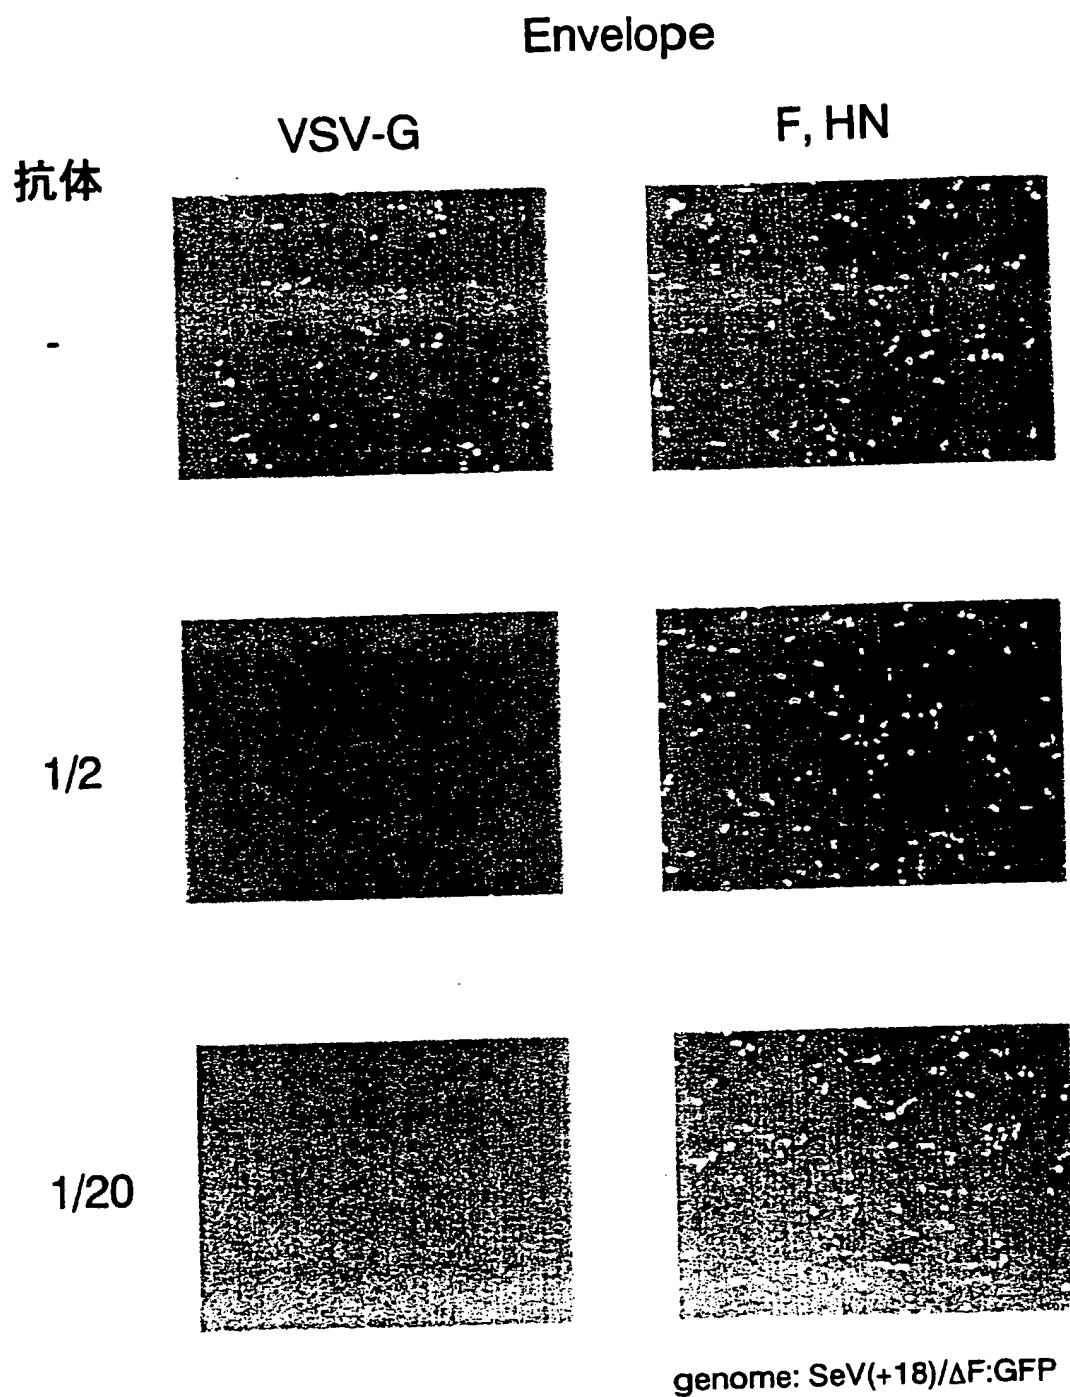 Envelope
VSV-G
F, HN
抗体
-
1/2
1/20
genome: SeV(+18)/ΔF:GFP